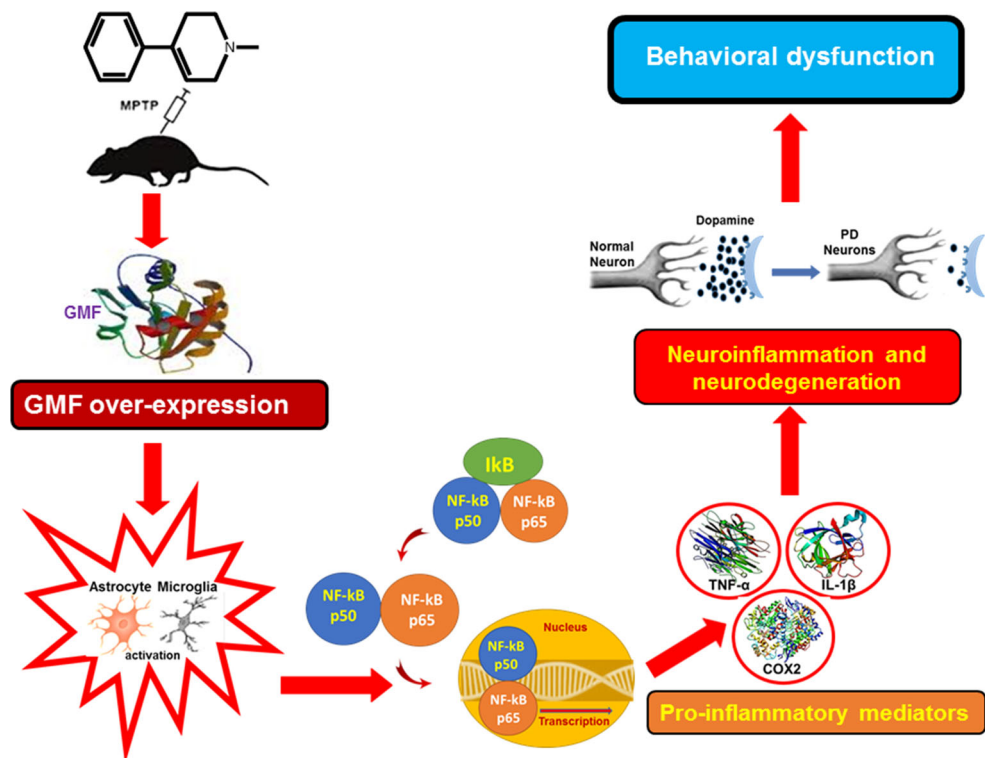 N
MPTP
GMF
GMF over-expression
Astrocyte Microglia
activation
IkB
NF-kB
p50
NF-kB
p65
NF-kB
p50
NF-kB
p65
Nucleus
NF-kB
p50
NF-kB
p65
Transcription
TNF-α
IL-1β
COX2
Pro-inflammatory mediators
Neuroinflammation and
neurodegeneration
Normal
Neuron
Dopamine
PD
Neurons
Behavioral dysfunction